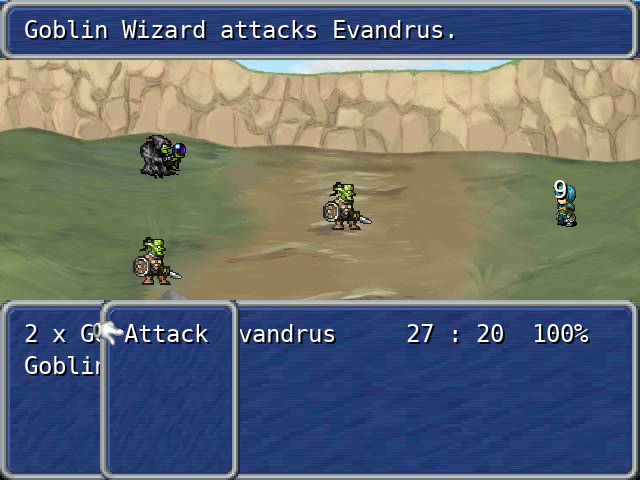 Goblin Wizard attacks Evandrus.
9
2 x G
Attack
vandrus 27 : 20 100%
Goblin